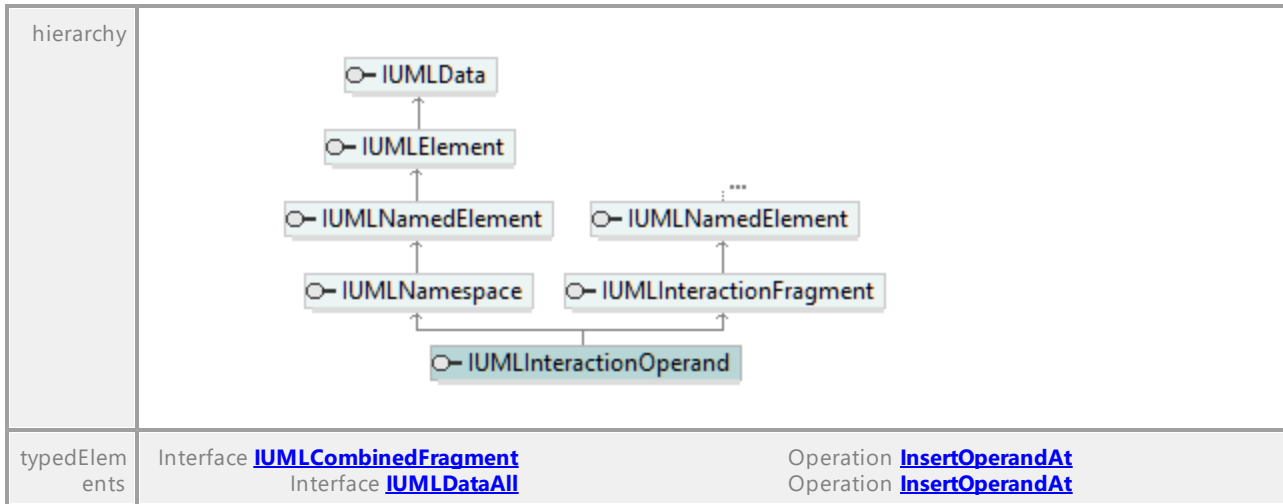 hierarchy
IUMLData
IUMLElement
...
IUMLNamedElement IUMLNamedElement
IUMLNamespace IUMLInteractionFragment
IUMLInteractionOperand
typedElem
ents
Interface IUMLCombinedFragment Operation InsertOperandAt
Interface IUMLDataAll Operation InsertOperandAt